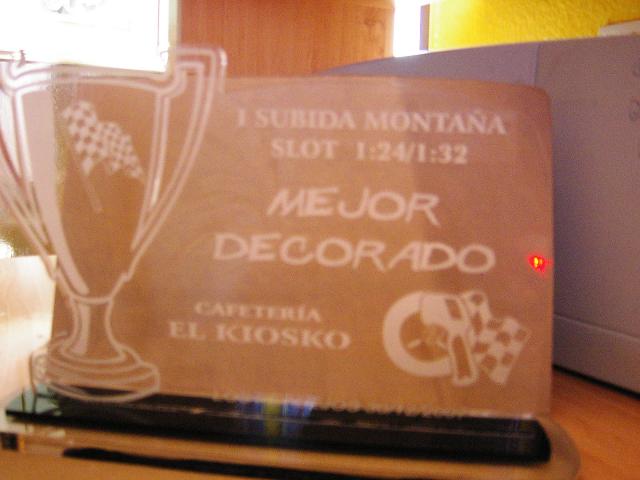 I SUBIDA MONTAÑA
SLOT 1:24/1:32
MEJOR
DECORADO
CAFETERÍA
EL KIOSKO